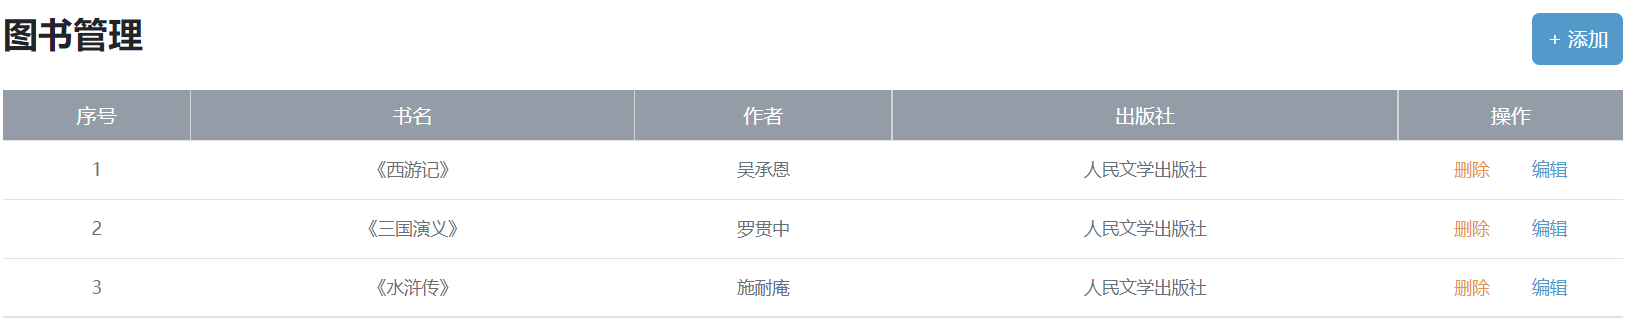 图书管理
+ 添加
序号 书名 作者 出版社 操作
1 《西游记》 吴承恩 人民文学出版社 删除 编辑
2 《三国演义》 罗贯中 人民文学出版社 删除 编辑
3 《水浒传》 施耐庵 人民文学出版社 删除 编辑